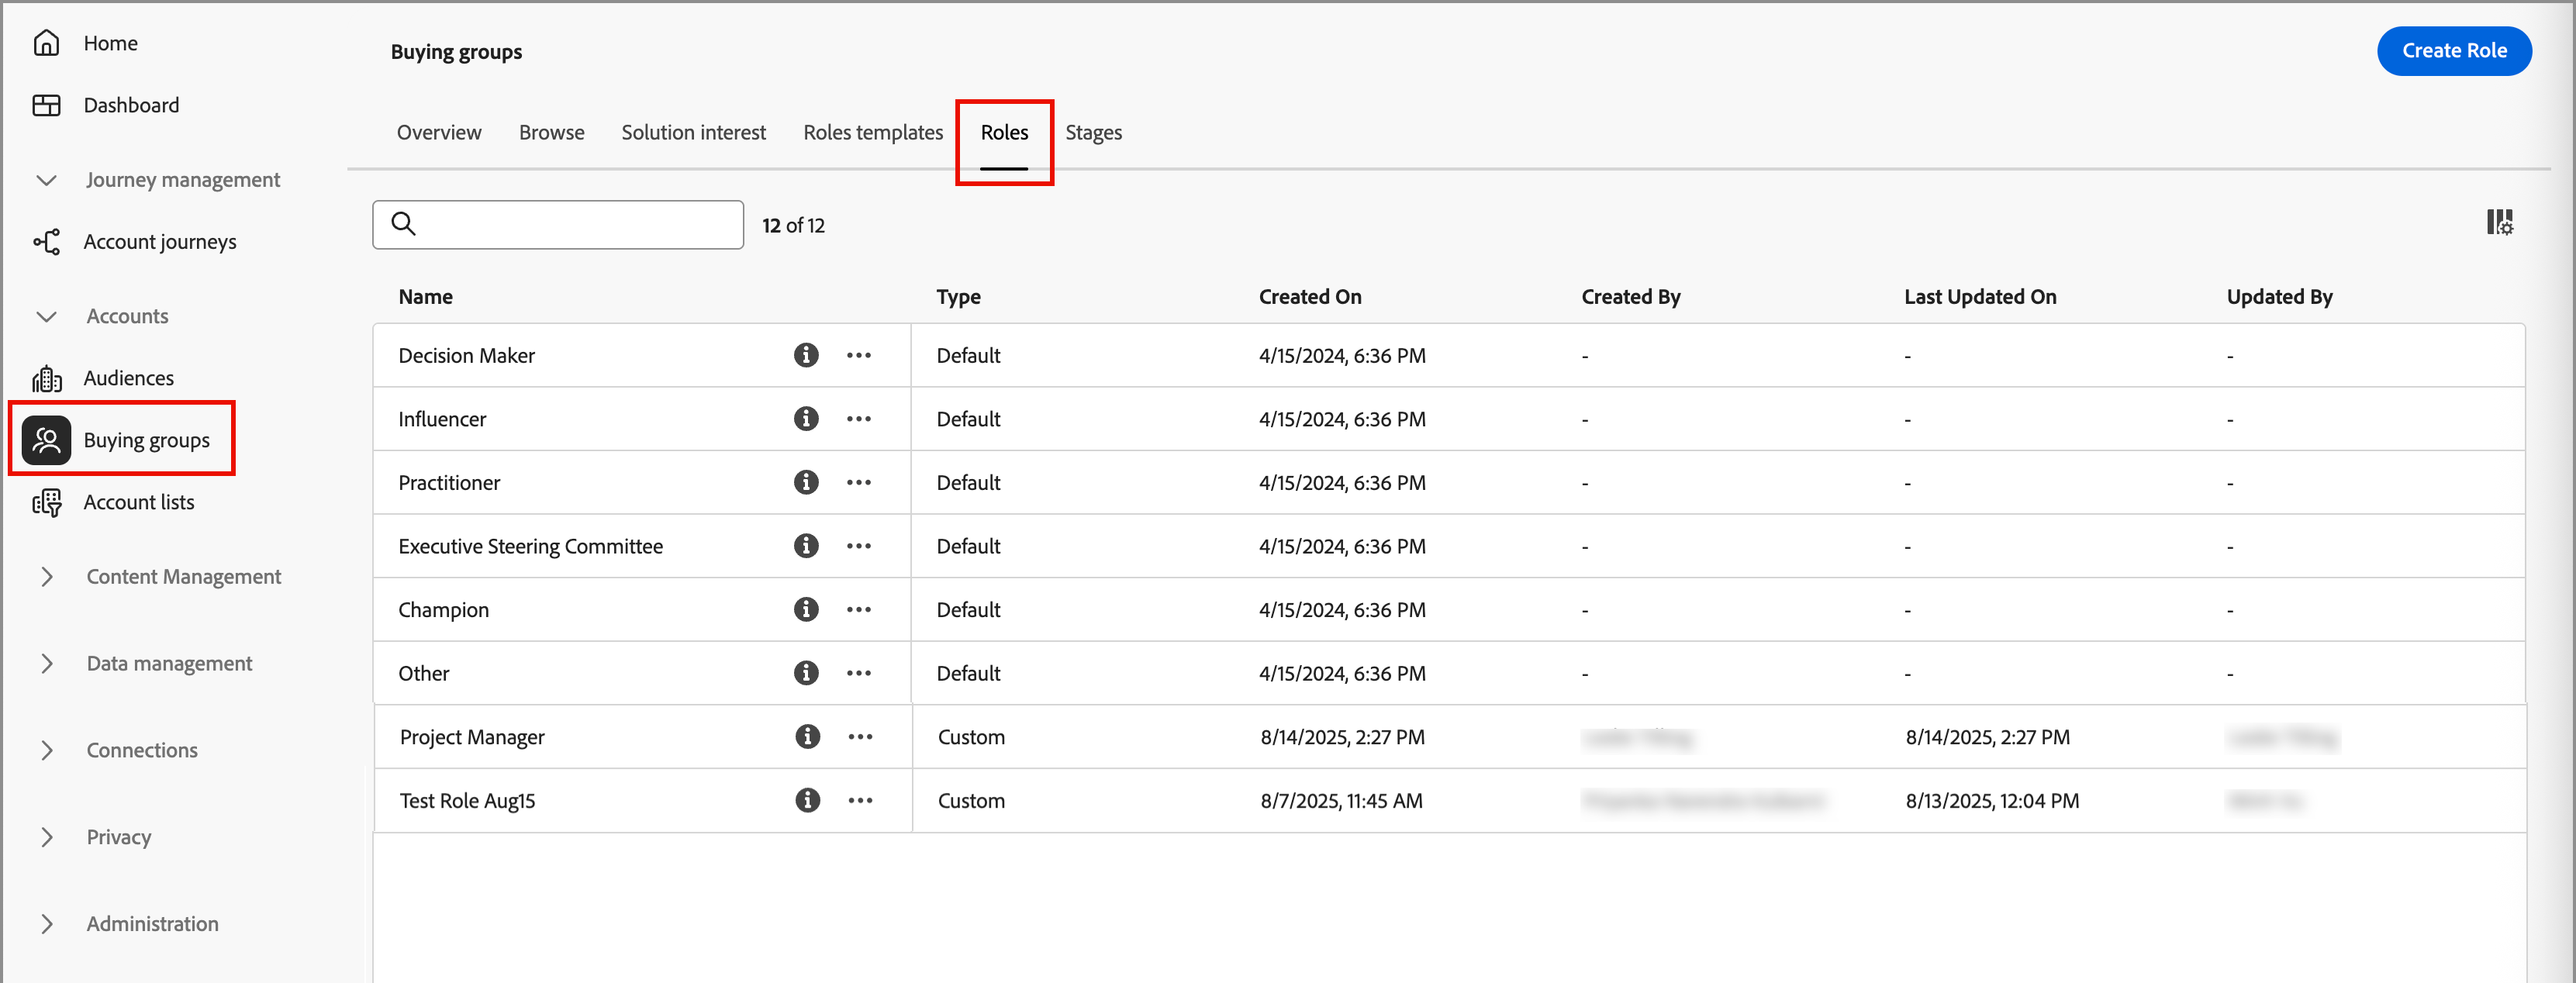 Home
Dashboard
Journey management
Account journeys
Accounts
Audiences
Buying groups
Account lists
Content Management
Data management
Connections
Privacy
Administration
Buying groups
Create Role
Overview Browse Solution interest Roles templates Roles Stages
12 of 12
Name Type Created On Created By Last Updated On Updated By
Decision Maker Default 4/15/2024, 6:36 PM - - -
Influencer Default 4/15/2024, 6:36 PM - - -
Practitioner Default 4/15/2024, 6:36 PM - - -
Executive Steering Committee Default 4/15/2024, 6:36 PM - - -
Champion Default 4/15/2024, 6:36 PM - - -
Other Default 4/15/2024, 6:36 PM - - -
Project Manager Custom 8/14/2025, 2:27 PM 8/14/2025, 2:27 PM
Test Role Aug15 Custom 8/7/2025, 11:45 AM 8/13/2025, 12:04 PM